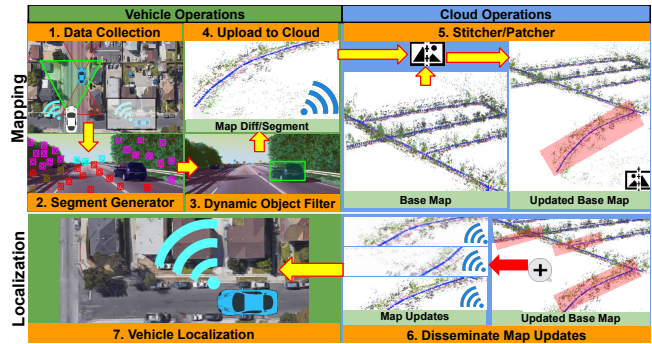 Vehicle Operations
Cloud Operations
1. Data Collection
4. Upload to Cloud
5. Stitcher/Patcher
Mapping
Map Diff/Segment
2. Segment Generator
3. Dynamic Object Filter
Base Map
Updated Base Map
Localization
+
Map Updates
Updated Base Map
7. Vehicle Localization
6. Disseminate Map Updates